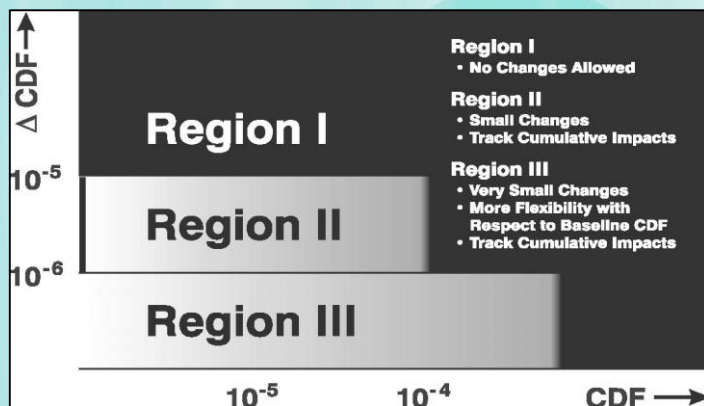 Δ CDF→
Region I
• No Changes Allowed
Region II
• Small Changes
• Track Cumulative Impacts
Region III
• Very Small Changes
• More Flexibility with
Respect to Baseline CDF
• Track Cumulative Impacts
Region I
10⁻⁵
Region II
10⁻⁶
Region III
10⁻⁵
10⁻⁴
CDF→